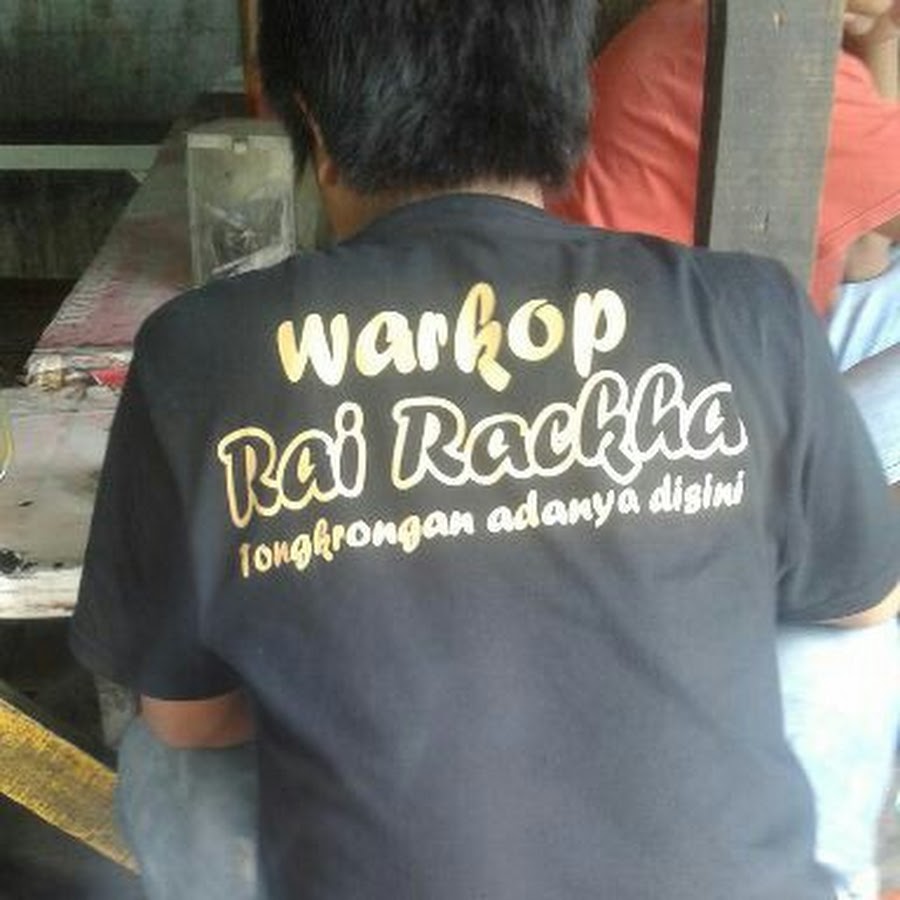 warkop
Rai Rackha
Tongkrongan adanya disini